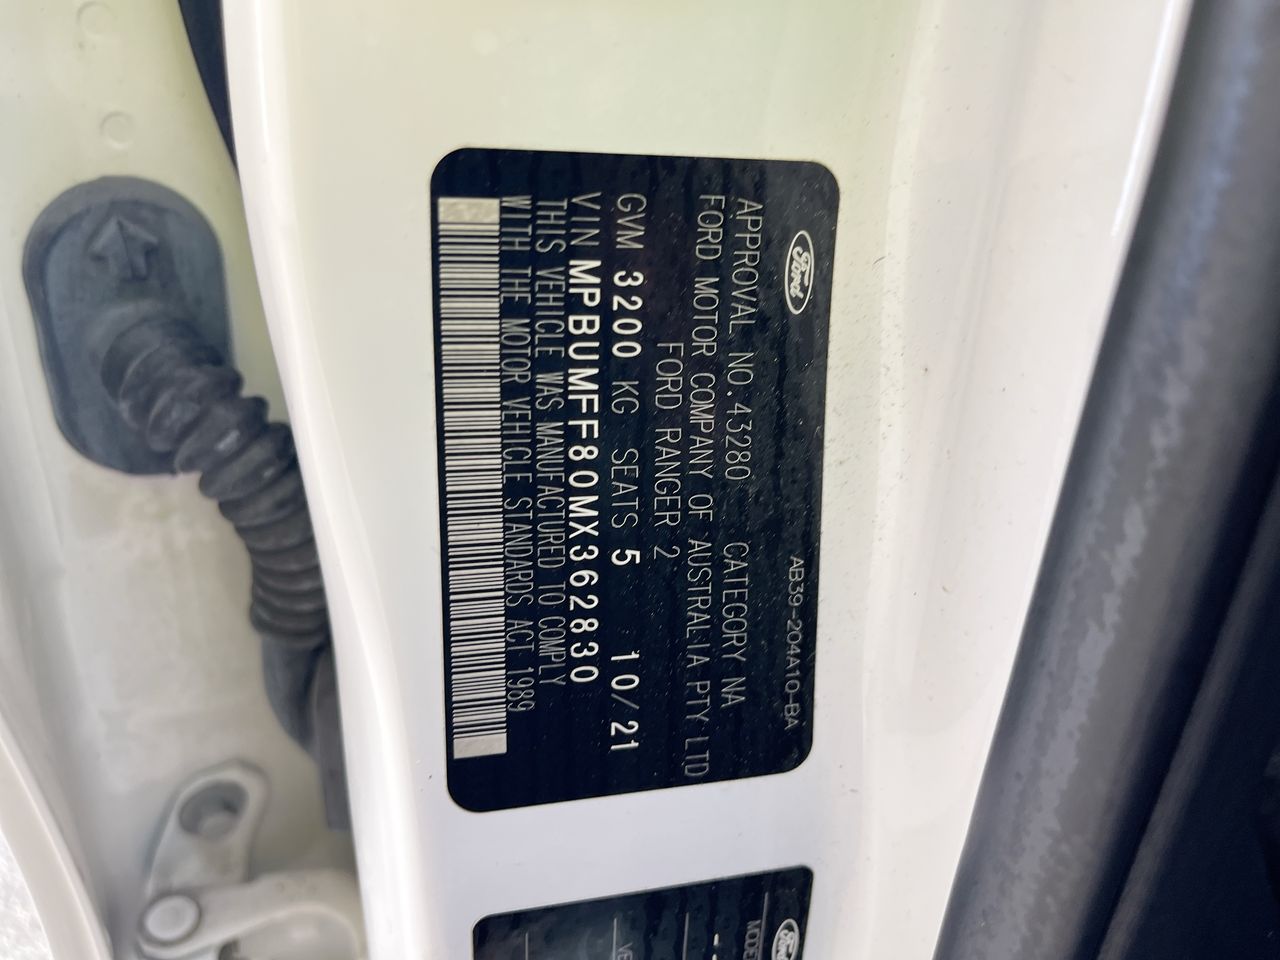 Ford
AB39-204A10-BA
APPROVAL NO.43280 CATEGORY NA
FORD MOTOR COMPANY OF AUSTRALIA PTY LTD
FORD RANGER 2
GVM 3200 KG SEATS 5 10/21
VIN MPBUMFF80MX362830
THIS VEHICLE WAS MANUFACTURED TO COMPLY
WITH THE MOTOR VEHICLE STANDARDS ACT 1989
Ford